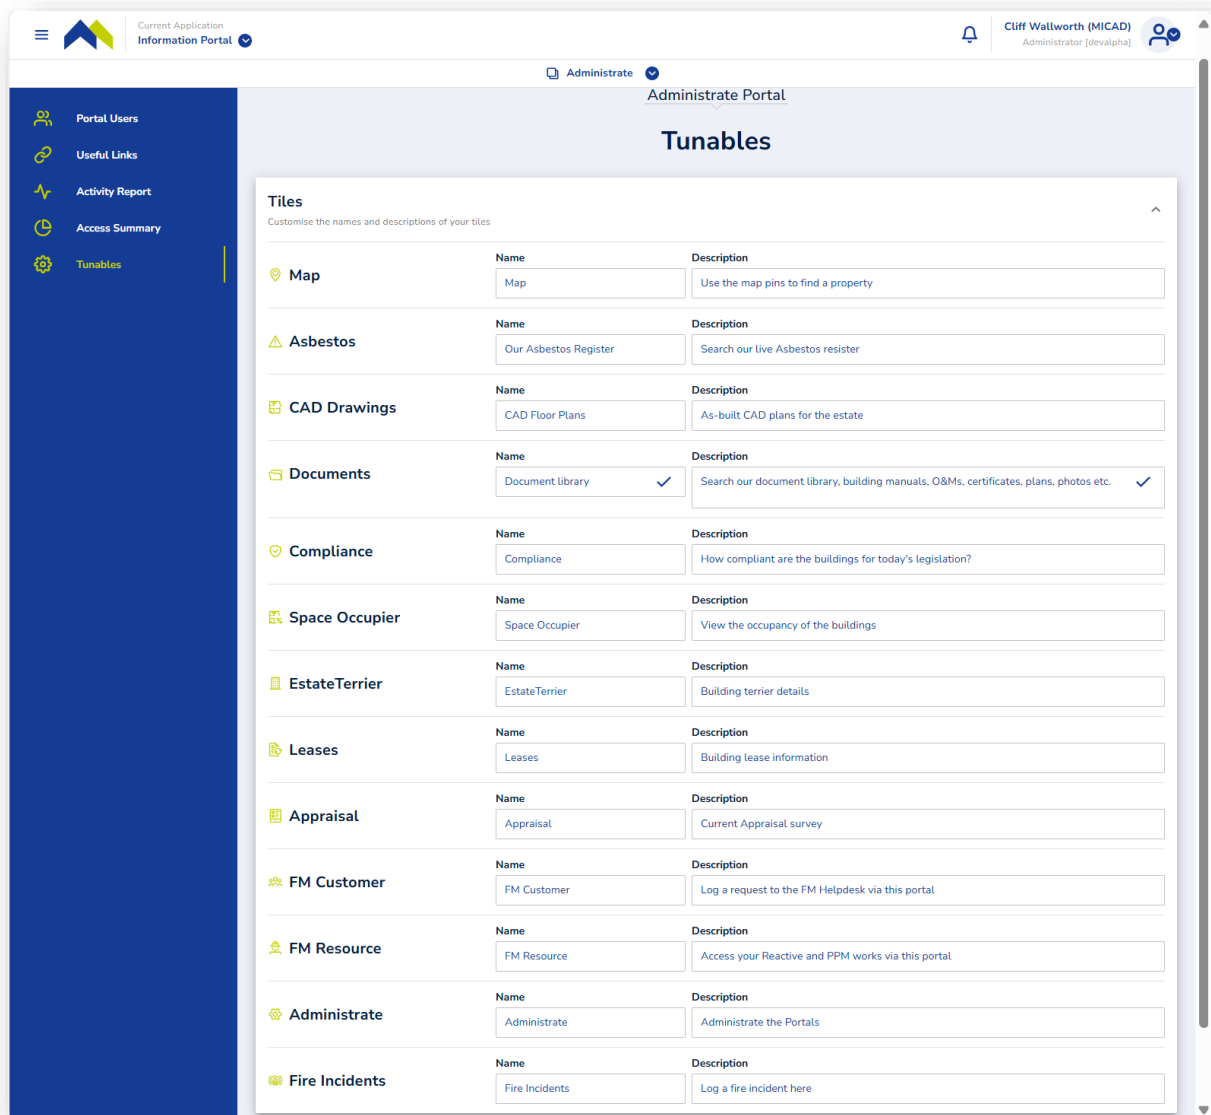 Current Application
Information Portal
Cliff Wallworth (MICAD)
Administrator [devalpha]
Administrate
Portal Users
Useful Links
Activity Report
Access Summary
Tunables
Administrate Portal
Tunables
Tiles
Customise the names and descriptions of your tiles
Map
Name
Description
Map
Use the map pins to find a property
Asbestos
Name
Description
Our Asbestos Register
Search our live Asbestos resister
CAD Drawings
Name
Description
CAD Floor Plans
As-built CAD plans for the estate
Documents
Name
Description
Document library
Search our document library, building manuals, O&Ms, certificates, plans, photos etc.
Compliance
Name
Description
Compliance
How compliant are the buildings for today's legislation?
Space Occupier
Name
Description
Space Occupier
View the occupancy of the buildings
EstateTerrier
Name
Description
EstateTerrier
Building terrier details
Leases
Name
Description
Leases
Building lease information
Appraisal
Name
Description
Appraisal
Current Appraisal survey
FM Customer
Name
Description
FM Customer
Log a request to the FM Helpdesk via this portal
FM Resource
Name
Description
FM Resource
Access your Reactive and PPM works via this portal
Administrate
Name
Description
Administrate
Administrate the Portals
Fire Incidents
Name
Description
Fire Incidents
Log a fire incident here